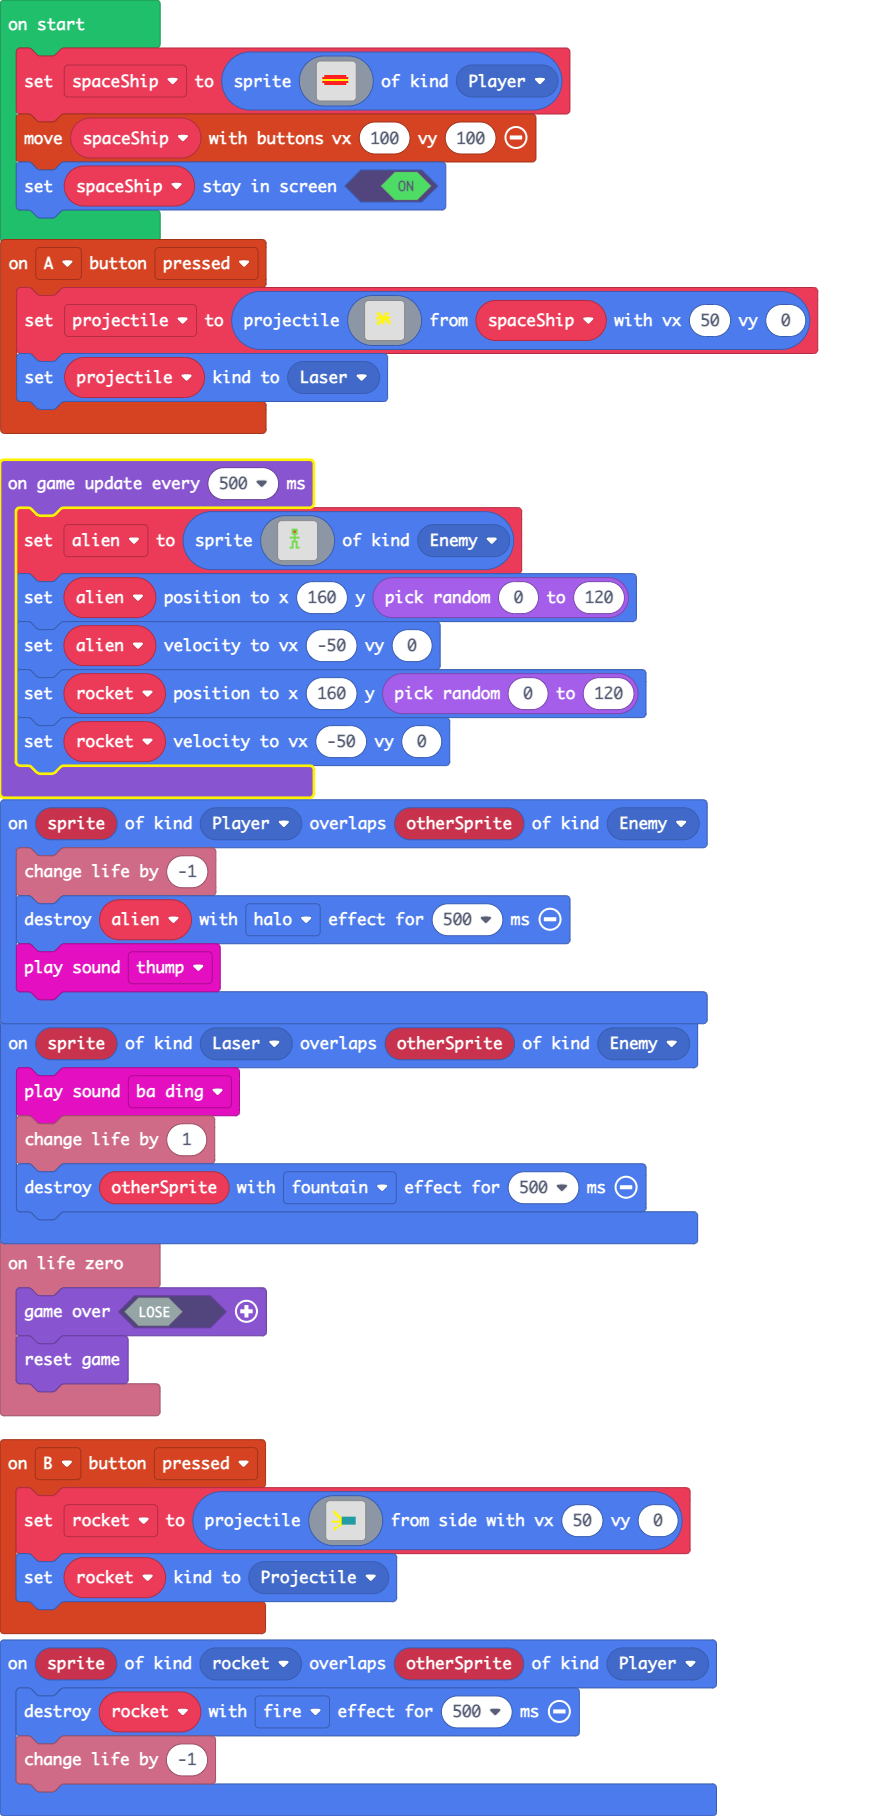 on start
set spaceShip to sprite of kind Player
move spaceShip with buttons vx 100 vy 100
set spaceShip stay in screen ON
on A button pressed
set projectile to projectile from spaceShip with vx 50 vy 0
set projectile kind to Laser
on game update every 500 ms
set alien to sprite of kind Enemy
set alien position to x 160 y pick random 0 to 120
set alien velocity to vx -50 vy 0
set rocket position to x 160 y pick random 0 to 120
set rocket velocity to vx -50 vy 0
on sprite of kind Player overlaps otherSprite of kind Enemy
change life by -1
destroy alien with halo effect for 500 ms
play sound thump
on sprite of kind Laser overlaps otherSprite of kind Enemy
play sound ba ding
change life by 1
destroy otherSprite with fountain effect for 500 ms
on life zero
game over LOSE
reset game
on B button pressed
set rocket to projectile from side with vx 50 vy 0
set rocket kind to Projectile
on sprite of kind rocket overlaps otherSprite of kind Player
destroy rocket with fire effect for 500 ms
change life by -1